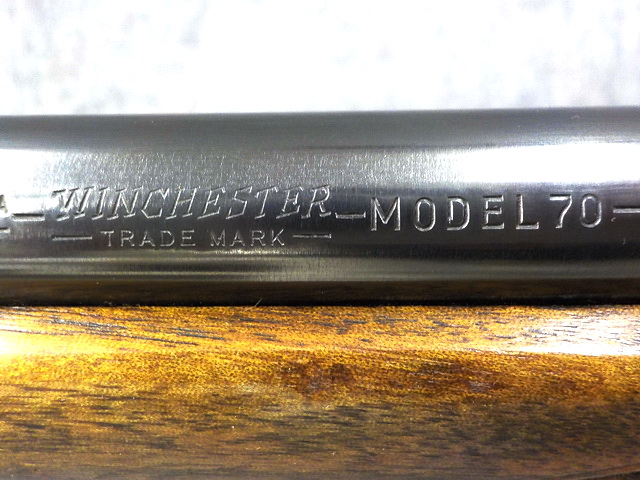 A—WINCHESTER—MODEL 70—
—TRADE MARK—